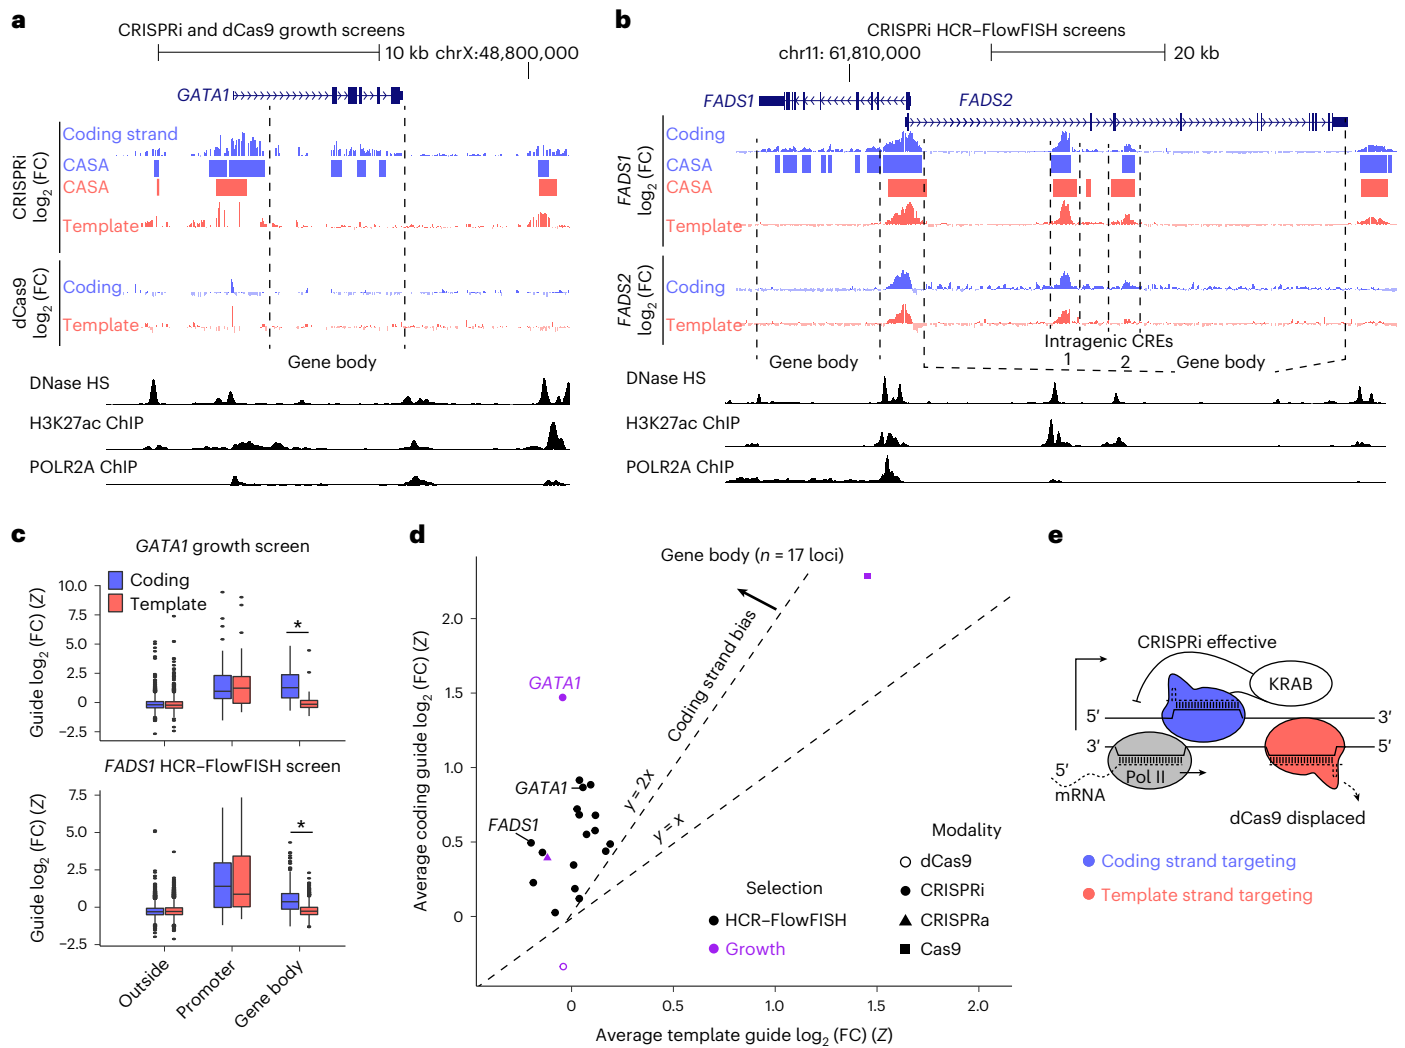 a
CRISPRi and dCas9 growth screens
10 kb chrX:48,800,000
GATA1
CRISPRi
log2 (FC)
Coding strand
CASA
CASA
Template
dCas9
log2 (FC)
Coding
Template
Gene body
DNase HS
H3K27ac ChIP
POLR2A ChIP
b
CRISPRi HCR–FlowFISH screens
chr11: 61,810,000
20 kb
FADS1
FADS2
FADS1
log2 (FC)
Coding
CASA
CASA
Template
FADS2
log2 (FC)
Coding
Template
Intragenic CREs
Gene body
1
2
Gene body
DNase HS
H3K27ac ChIP
POLR2A ChIP
c
GATA1 growth screen
Guide log2 (FC) (Z)
10.0
7.5
5.0
2.5
0
−2.5
Coding
Template
*
FADS1 HCR–FlowFISH screen
Guide log2 (FC) (Z)
7.5
5.0
2.5
0
−2.5
*
Outside
Promoter
Gene body
d
Gene body (n = 17 loci)
Average coding guide log2 (FC) (Z)
2.0
1.5
1.0
0.5
0
GATA1
GATA1
FADS1
Coding strand bias
y = 2x
y = x
Selection
HCR–FlowFISH
Growth
Modality
dCas9
CRISPRi
CRISPRa
Cas9
0
0.5
1.0
1.5
2.0
Average template guide log2 (FC) (Z)
e
CRISPRi effective
KRAB
5′
3′
3′
5′
5′
mRNA
Pol II
dCas9 displaced
Coding strand targeting
Template strand targeting